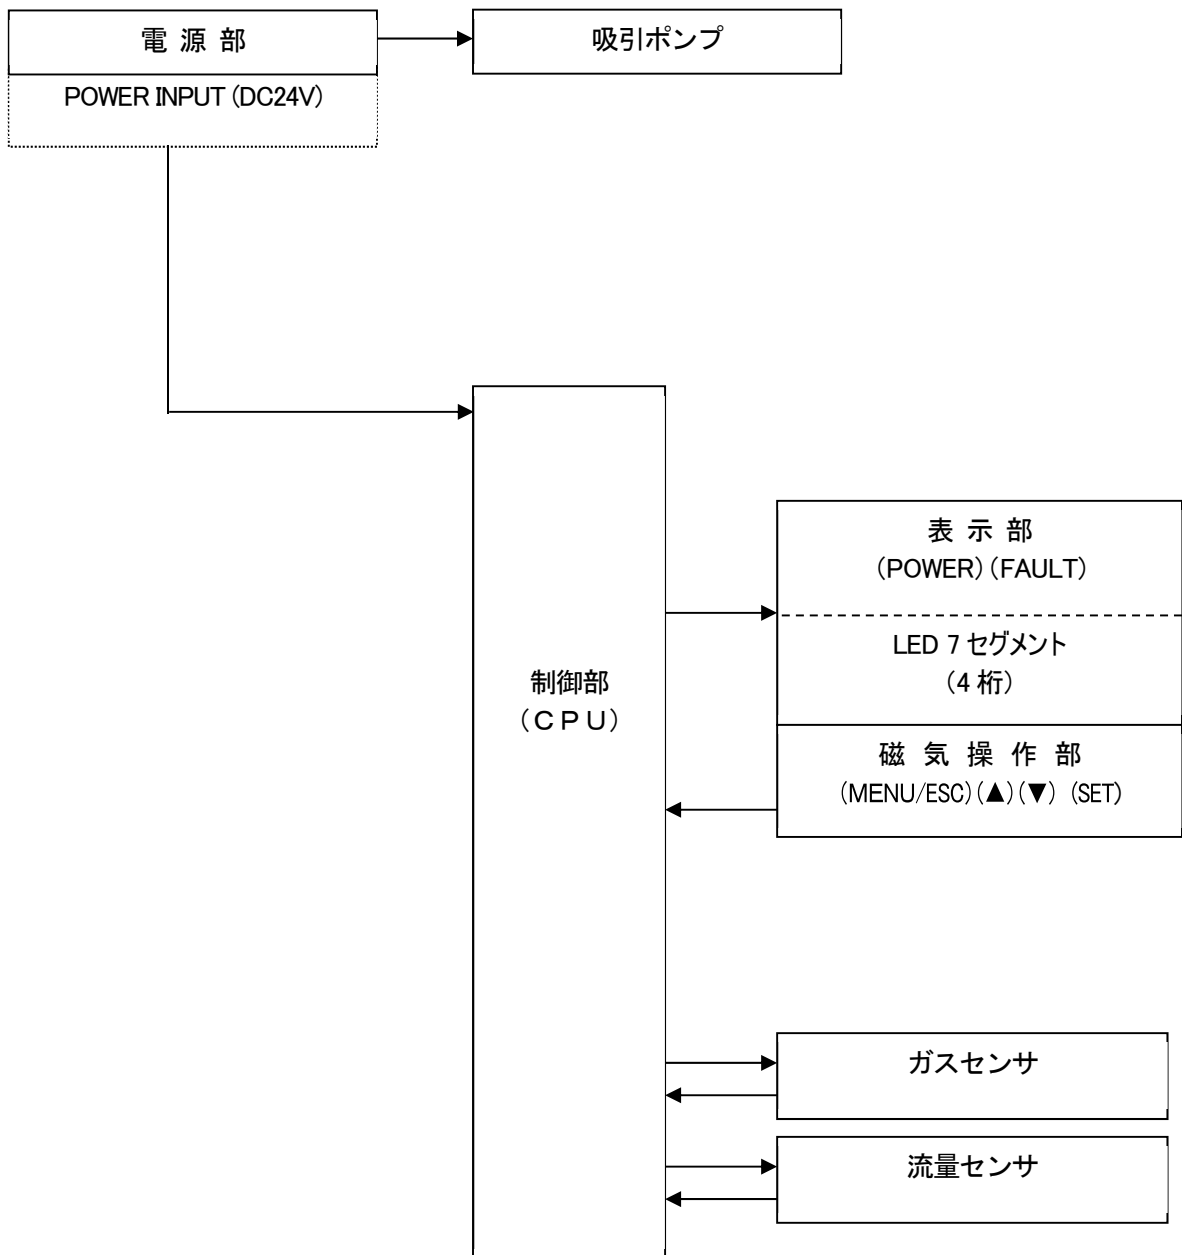 電 源 部
吸引ポンプ
POWER INPUT (DC24V)
表 示 部
(POWER) (FAULT)
LED 7 セグメント
(4 桁)
制御部
(ＣＰＵ)
磁 気 操 作 部
(MENU/ESC) (▲) (▼) (SET)
ガスセンサ
流量センサ